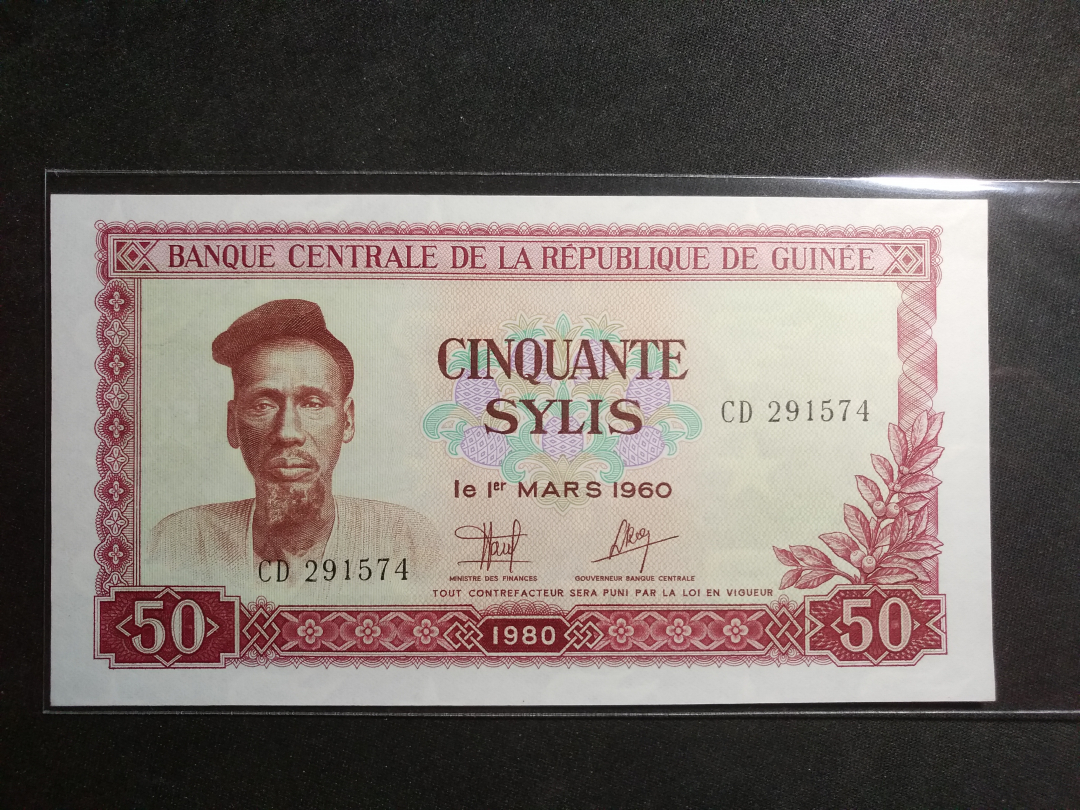 BANQUE CENTRALE DE LA RÉPUBLIQUE DE GUINÉE
CINQUANTE
SYLIS
CD 291574
le 1er MARS 1960
CD 291574
MINISTRE DES FINANCES
GOUVERNEUR BANQUE CENTRALE
TOUT CONTREFACTEUR SERA PUNI PAR LA LOI EN VIGUEUR
50
1980
50